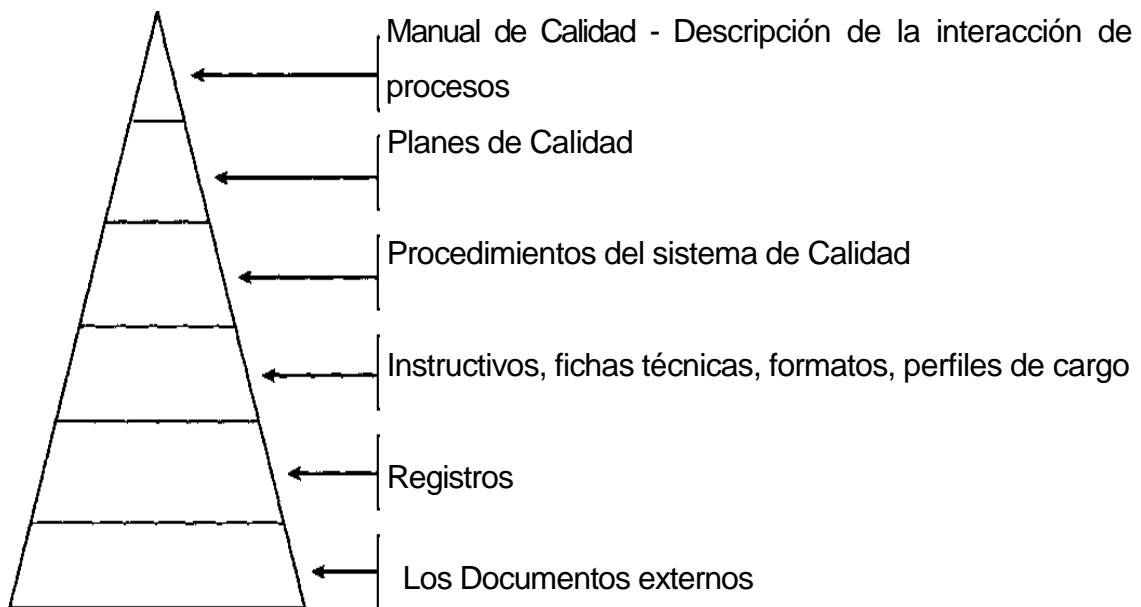 Manual de Calidad - Descripción de la interacción de
procesos
Planes de Calidad
Procedimientos del sistema de Calidad
Instructivos, fichas técnicas, formatos, perfiles de cargo
Registros
Los Documentos externos